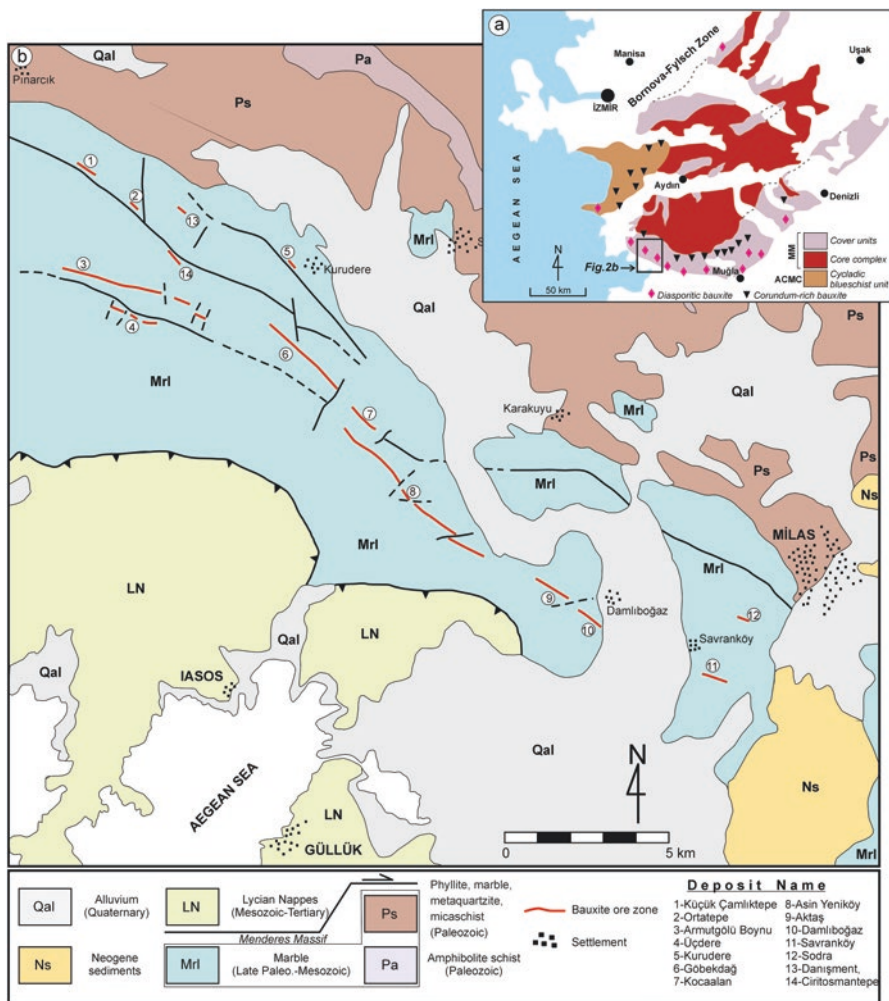 b
Pınarcık
Qal
Pa
Ps
a
Manisa
Bornova-Fylsch Zone
Uşak
İZMİR
AEGEAN SEA
Aydın
Denizli
N
Fig.2b
Muğla
50 km
MM
Cover units
Core complex
ACMC
Cycladic
blueschist unit
Diasporitic bauxite
Corundum-rich bauxite
1
2
13
5
Kurudere
Mrl
S
3
14
4
Qal
6
Ps
Mrl
7
Karakuyu
Mrl
Qal
Ps
Ps
Mrl
8
Ns
MİLAS
Mrl
Mrl
LN
9
Damlıboğaz
10
12
Savranköy
11
Qal
LN
Qal
IASOS
Qal
AEGEAN SEA
N
Ns
LN
GÜLLÜK
0
5 km
Mrl
Qal
Alluvium
(Quaternary)
LN
Lycian Nappes
(Mesozoic-Tertiary)
Menderes Massif
Ps
Phyllite, marble,
metaquartzite,
micaschist
(Paleozoic)
Ns
Neogene
sediments
Mrl
Marble
(Late Paleo.-Mesozoic)
Pa
Amphibolite schist
(Paleozoic)
Bauxite ore zone
Settlement
Deposit Name
1-Küçük Çamlıktepe
2-Ortatepe
3-Armutgölü Boynu
4-Üçdere
5-Kurudere
6-Göbekdağ
7-Kocaalan
8-Asin Yeniköy
9-Aktaş
10-Damlıboğaz
11-Savranköy
12-Sodra
13-Danışment,
14-Ciritosmantepe